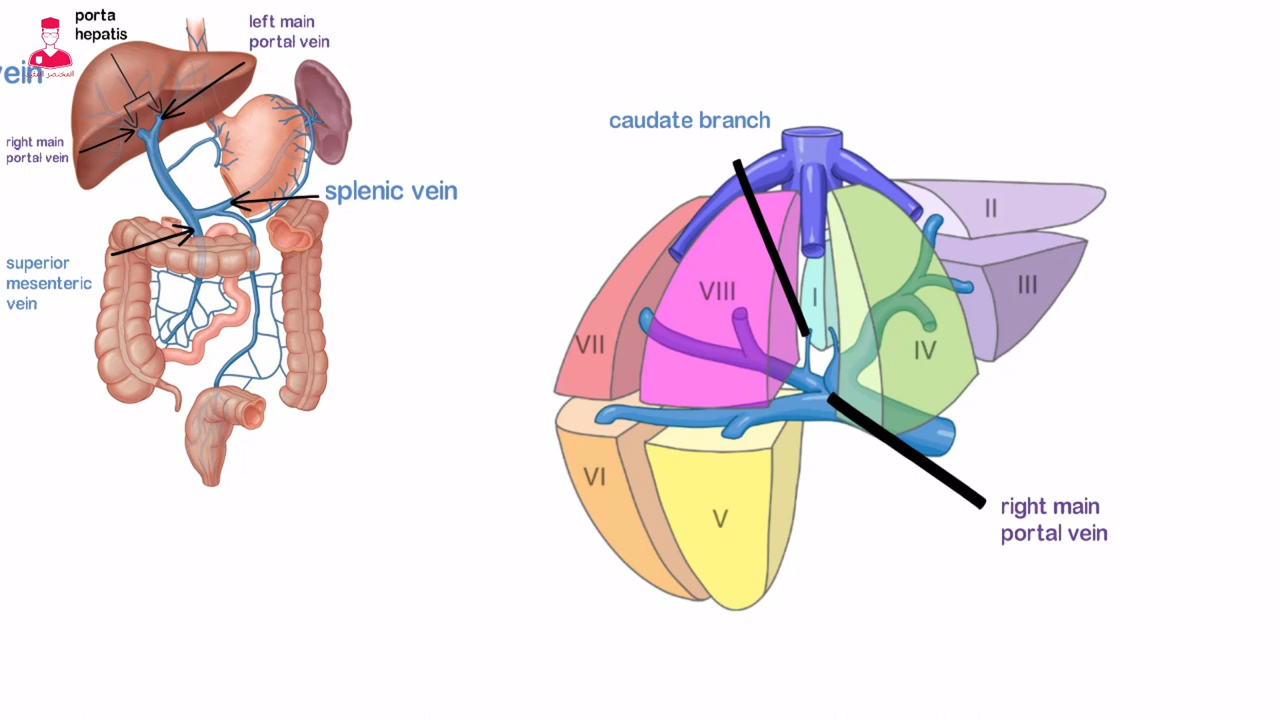 porta
hepatis
left main
portal vein
vein
right main
portal vein
splenic vein
superior
mesenteric
vein
caudate branch
II
III
VIII
I
VII
IV
VI
V
right main
portal vein